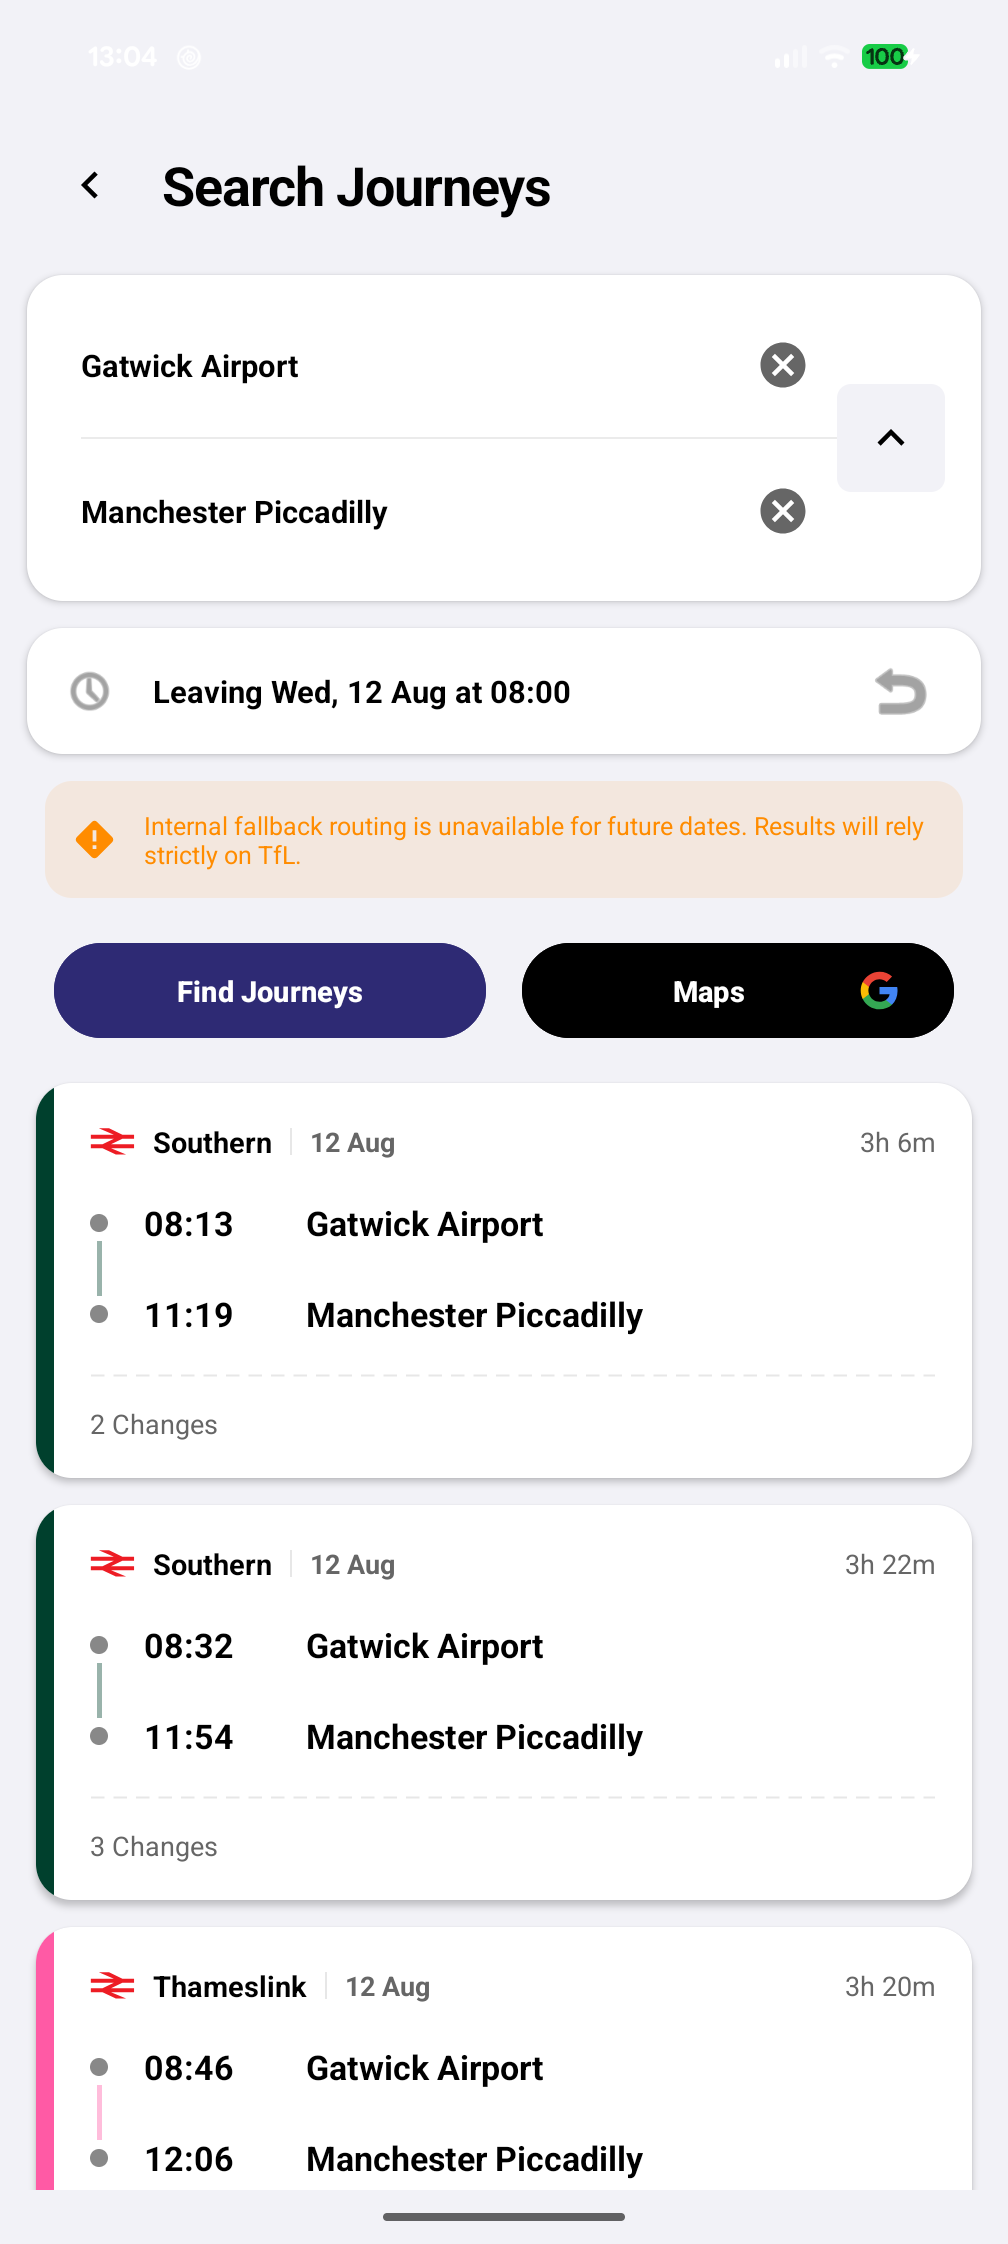 13:04
100
Search Journeys
Gatwick Airport
Manchester Piccadilly
Leaving Wed, 12 Aug at 08:00
Internal fallback routing is unavailable for future dates. Results will rely
strictly on TfL.
Find Journeys
Maps
Southern 12 Aug 3h 6m
08:13 Gatwick Airport
11:19 Manchester Piccadilly
2 Changes
Southern 12 Aug 3h 22m
08:32 Gatwick Airport
11:54 Manchester Piccadilly
3 Changes
Thameslink 12 Aug 3h 20m
08:46 Gatwick Airport
12:06 Manchester Piccadilly